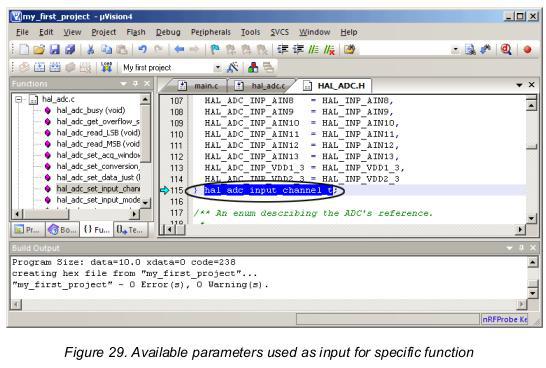 my_first_project - µVision4
File Edit View Project Flash Debug Peripherals Tools SVCS Window Help
LOAD My first project
Functions
hal_adc.c
hal_adc_busy (void)
hal_adc_get_overflow_s
hal_adc_read_LSB (void)
hal_adc_read_MSB (void)
hal_adc_set_acq_window
hal_adc_set_conversion_
hal_adc_set_data_just (l
hal_adc_set_input_chan
hal_adc_set_input_mode
Pr... Bo... {} Fu... Te...
main.c hal_adc.c HAL_ADC.H
107 HAL_ADC_INP_AIN8 = HAL_INP_AIN8,
108 HAL_ADC_INP_AIN9 = HAL_INP_AIN9,
109 HAL_ADC_INP_AIN10 = HAL_INP_AIN10,
110 HAL_ADC_INP_AIN11 = HAL_INP_AIN11,
111 HAL_ADC_INP_AIN12 = HAL_INP_AIN12,
112 HAL_ADC_INP_AIN13 = HAL_INP_AIN13,
113 HAL_ADC_INP_VDD1_3 = HAL_INP_VDD1_3,
114 HAL_ADC_INP_VDD2_3 = HAL_INP_VDD2_3
115 } hal_adc_input_channel_t;
116
117 /** An enum describing the ADC's reference.
118 *
Build Output
Program Size: data=10.0 xdata=0 code=238
creating hex file from "my_first_project"...
"my_first_project" - 0 Error(s), 0 Warning(s).
nRFProbe Ke
Figure 29. Available parameters used as input for specific function